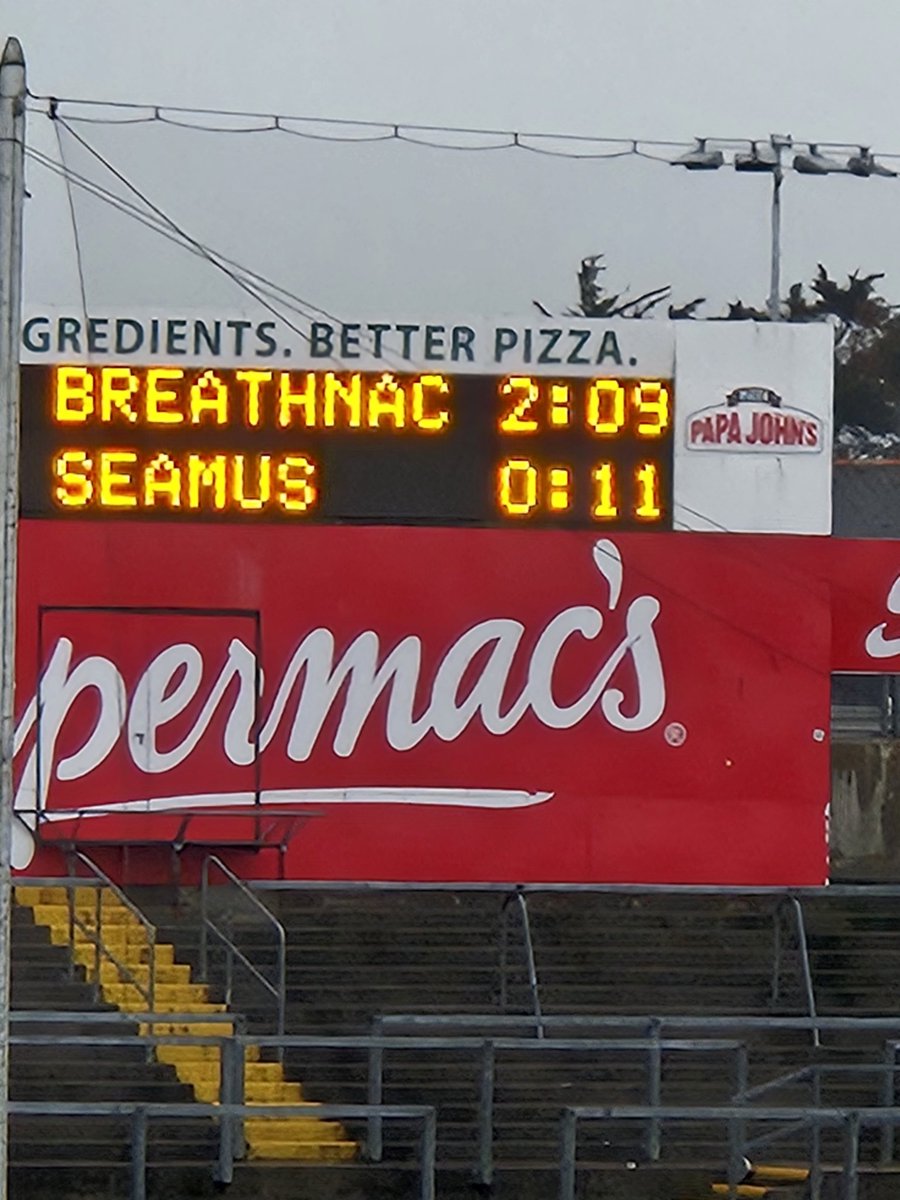 GREDIENTS. BETTER PIZZA.
BREATHNAC 2:09
SEAMUS 0:11
PAPA JOHN'S
permac's
®